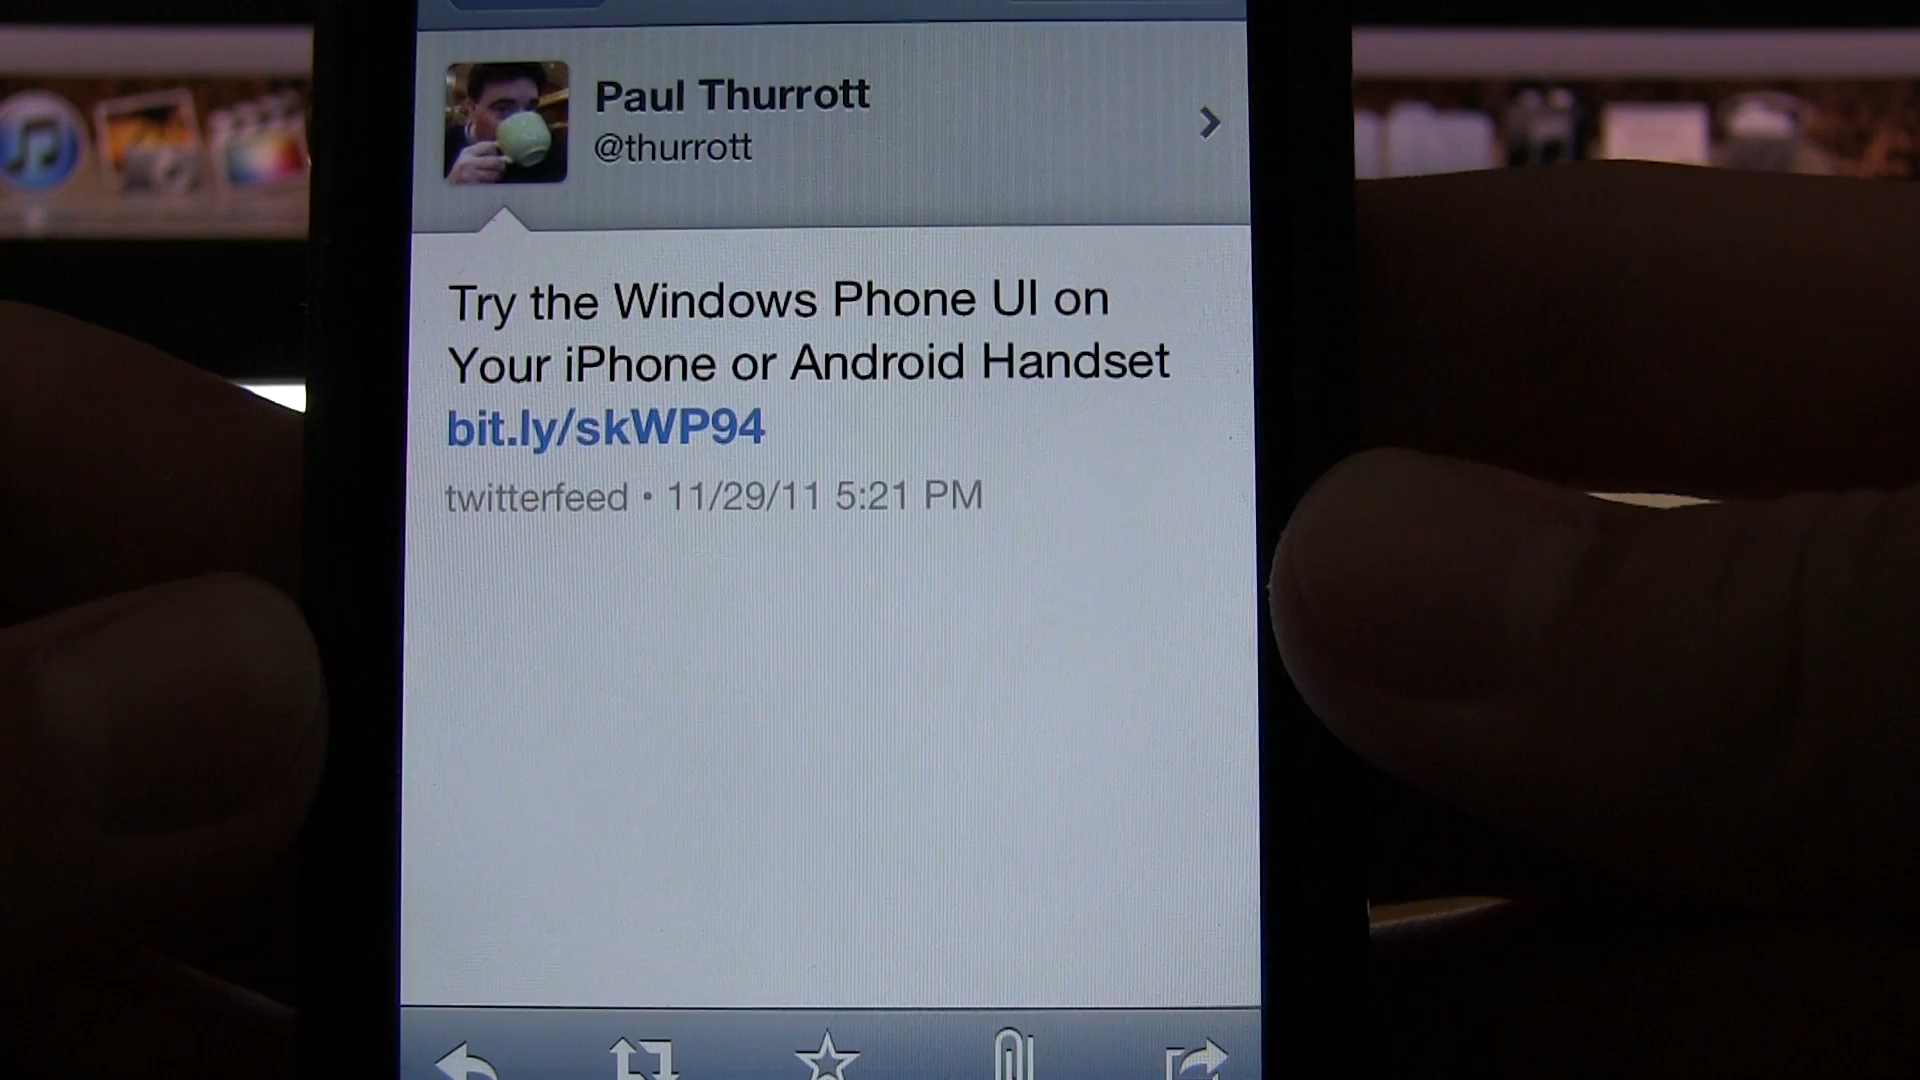 Paul Thurrott
@thurrott
Try the Windows Phone UI on
Your iPhone or Android Handset
bit.ly/skWP94
twitterfeed • 11/29/11 5:21 PM